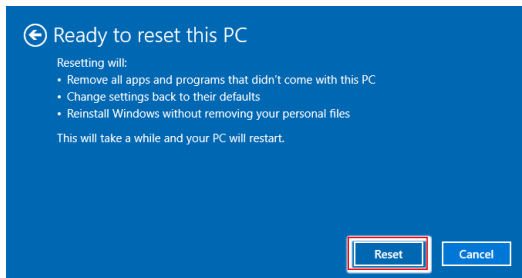 Ready to reset this PC
Resetting will:
• Remove all apps and programs that didn't come with this PC
• Change settings back to their defaults
• Reinstall Windows without removing your personal files
This will take a while and your PC will restart.
Reset Cancel